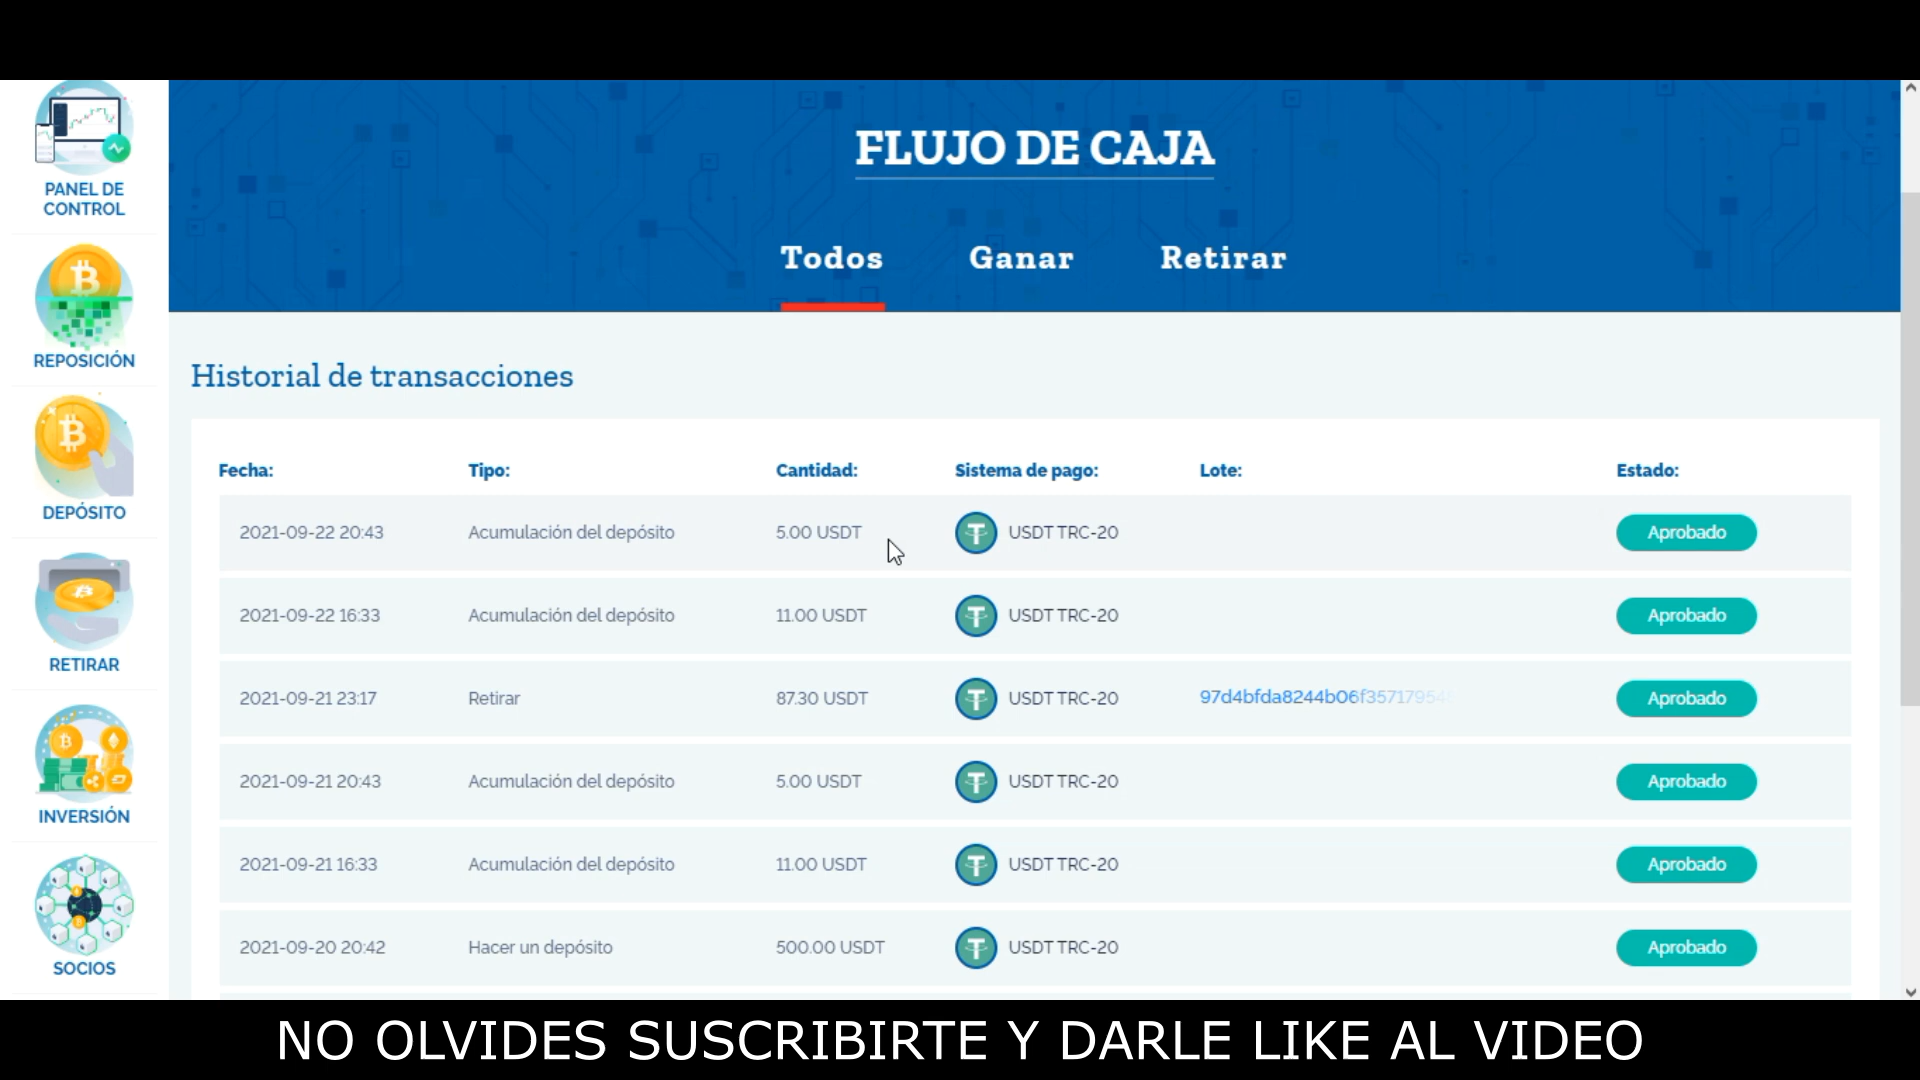 PANEL DE
CONTROL
REPOSICIÓN
DEPÓSITO
RETIRAR
INVERSIÓN
SOCIOS
FLUJO DE CAJA
Todos Ganar Retirar
Historial de transacciones
Fecha: Tipo: Cantidad: Sistema de pago: Lote: Estado:
2021-09-22 20:43 Acumulación del depósito 5.00 USDT USDT TRC-20 Aprobado
2021-09-22 16:33 Acumulación del depósito 11.00 USDT USDT TRC-20 Aprobado
2021-09-21 23:17 Retirar 87.30 USDT USDT TRC-20 97d4bfda8244b06f35717954 Aprobado
2021-09-21 20:43 Acumulación del depósito 5.00 USDT USDT TRC-20 Aprobado
2021-09-21 16:33 Acumulación del depósito 11.00 USDT USDT TRC-20 Aprobado
2021-09-20 20:42 Hacer un depósito 500.00 USDT USDT TRC-20 Aprobado
NO OLVIDES SUSCRIBIRTE Y DARLE LIKE AL VIDEO